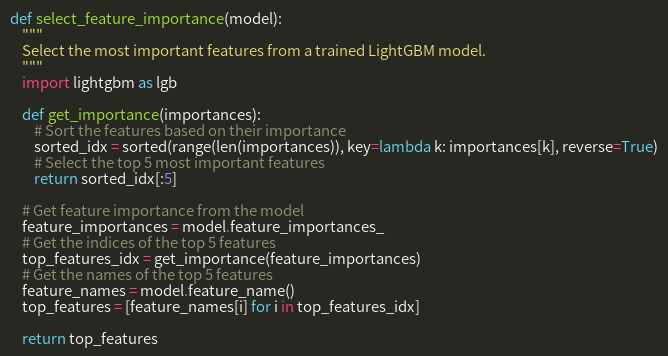 def select_feature_importance(model):
    """
    Select the most important features from a trained LightGBM model.
    """
    import lightgbm as lgb

    def get_importance(importances):
        # Sort the features based on their importance
        sorted_idx = sorted(range(len(importances)), key=lambda k: importances[k], reverse=True)
        # Select the top 5 most important features
        return sorted_idx[:5]

    # Get feature importance from the model
    feature_importances = model.feature_importances_
    # Get the indices of the top 5 features
    top_features_idx = get_importance(feature_importances)
    # Get the names of the top 5 features
    feature_names = model.feature_name()
    top_features = [feature_names[i] for i in top_features_idx]

    return top_features